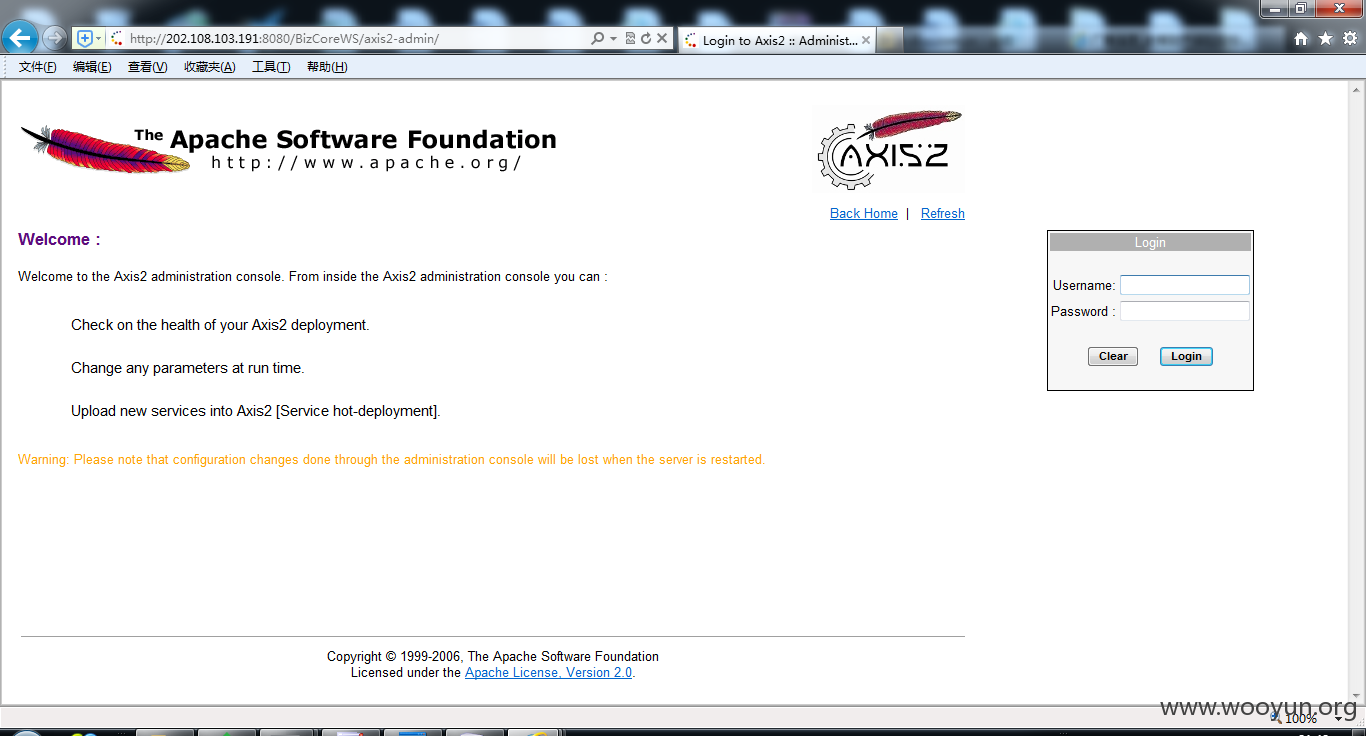 http://202.108.103.191:8080/BizCoreWS/axis2-admin/
Login to Axis2 :: Administ...
文件(F) 编辑(E) 查看(V) 收藏夹(A) 工具(T) 帮助(H)
The Apache Software Foundation
http://www.apache.org/
AXIS2
Back Home | Refresh
Welcome :
Login
Welcome to the Axis2 administration console. From inside the Axis2 administration console you can :
Username:
Password :
Check on the health of your Axis2 deployment.
Clear Login
Change any parameters at run time.
Upload new services into Axis2 [Service hot-deployment].
Warning: Please note that configuration changes done through the administration console will be lost when the server is restarted.
Copyright © 1999-2006, The Apache Software Foundation
Licensed under the Apache License, Version 2.0.
www.wooyun.org
100%